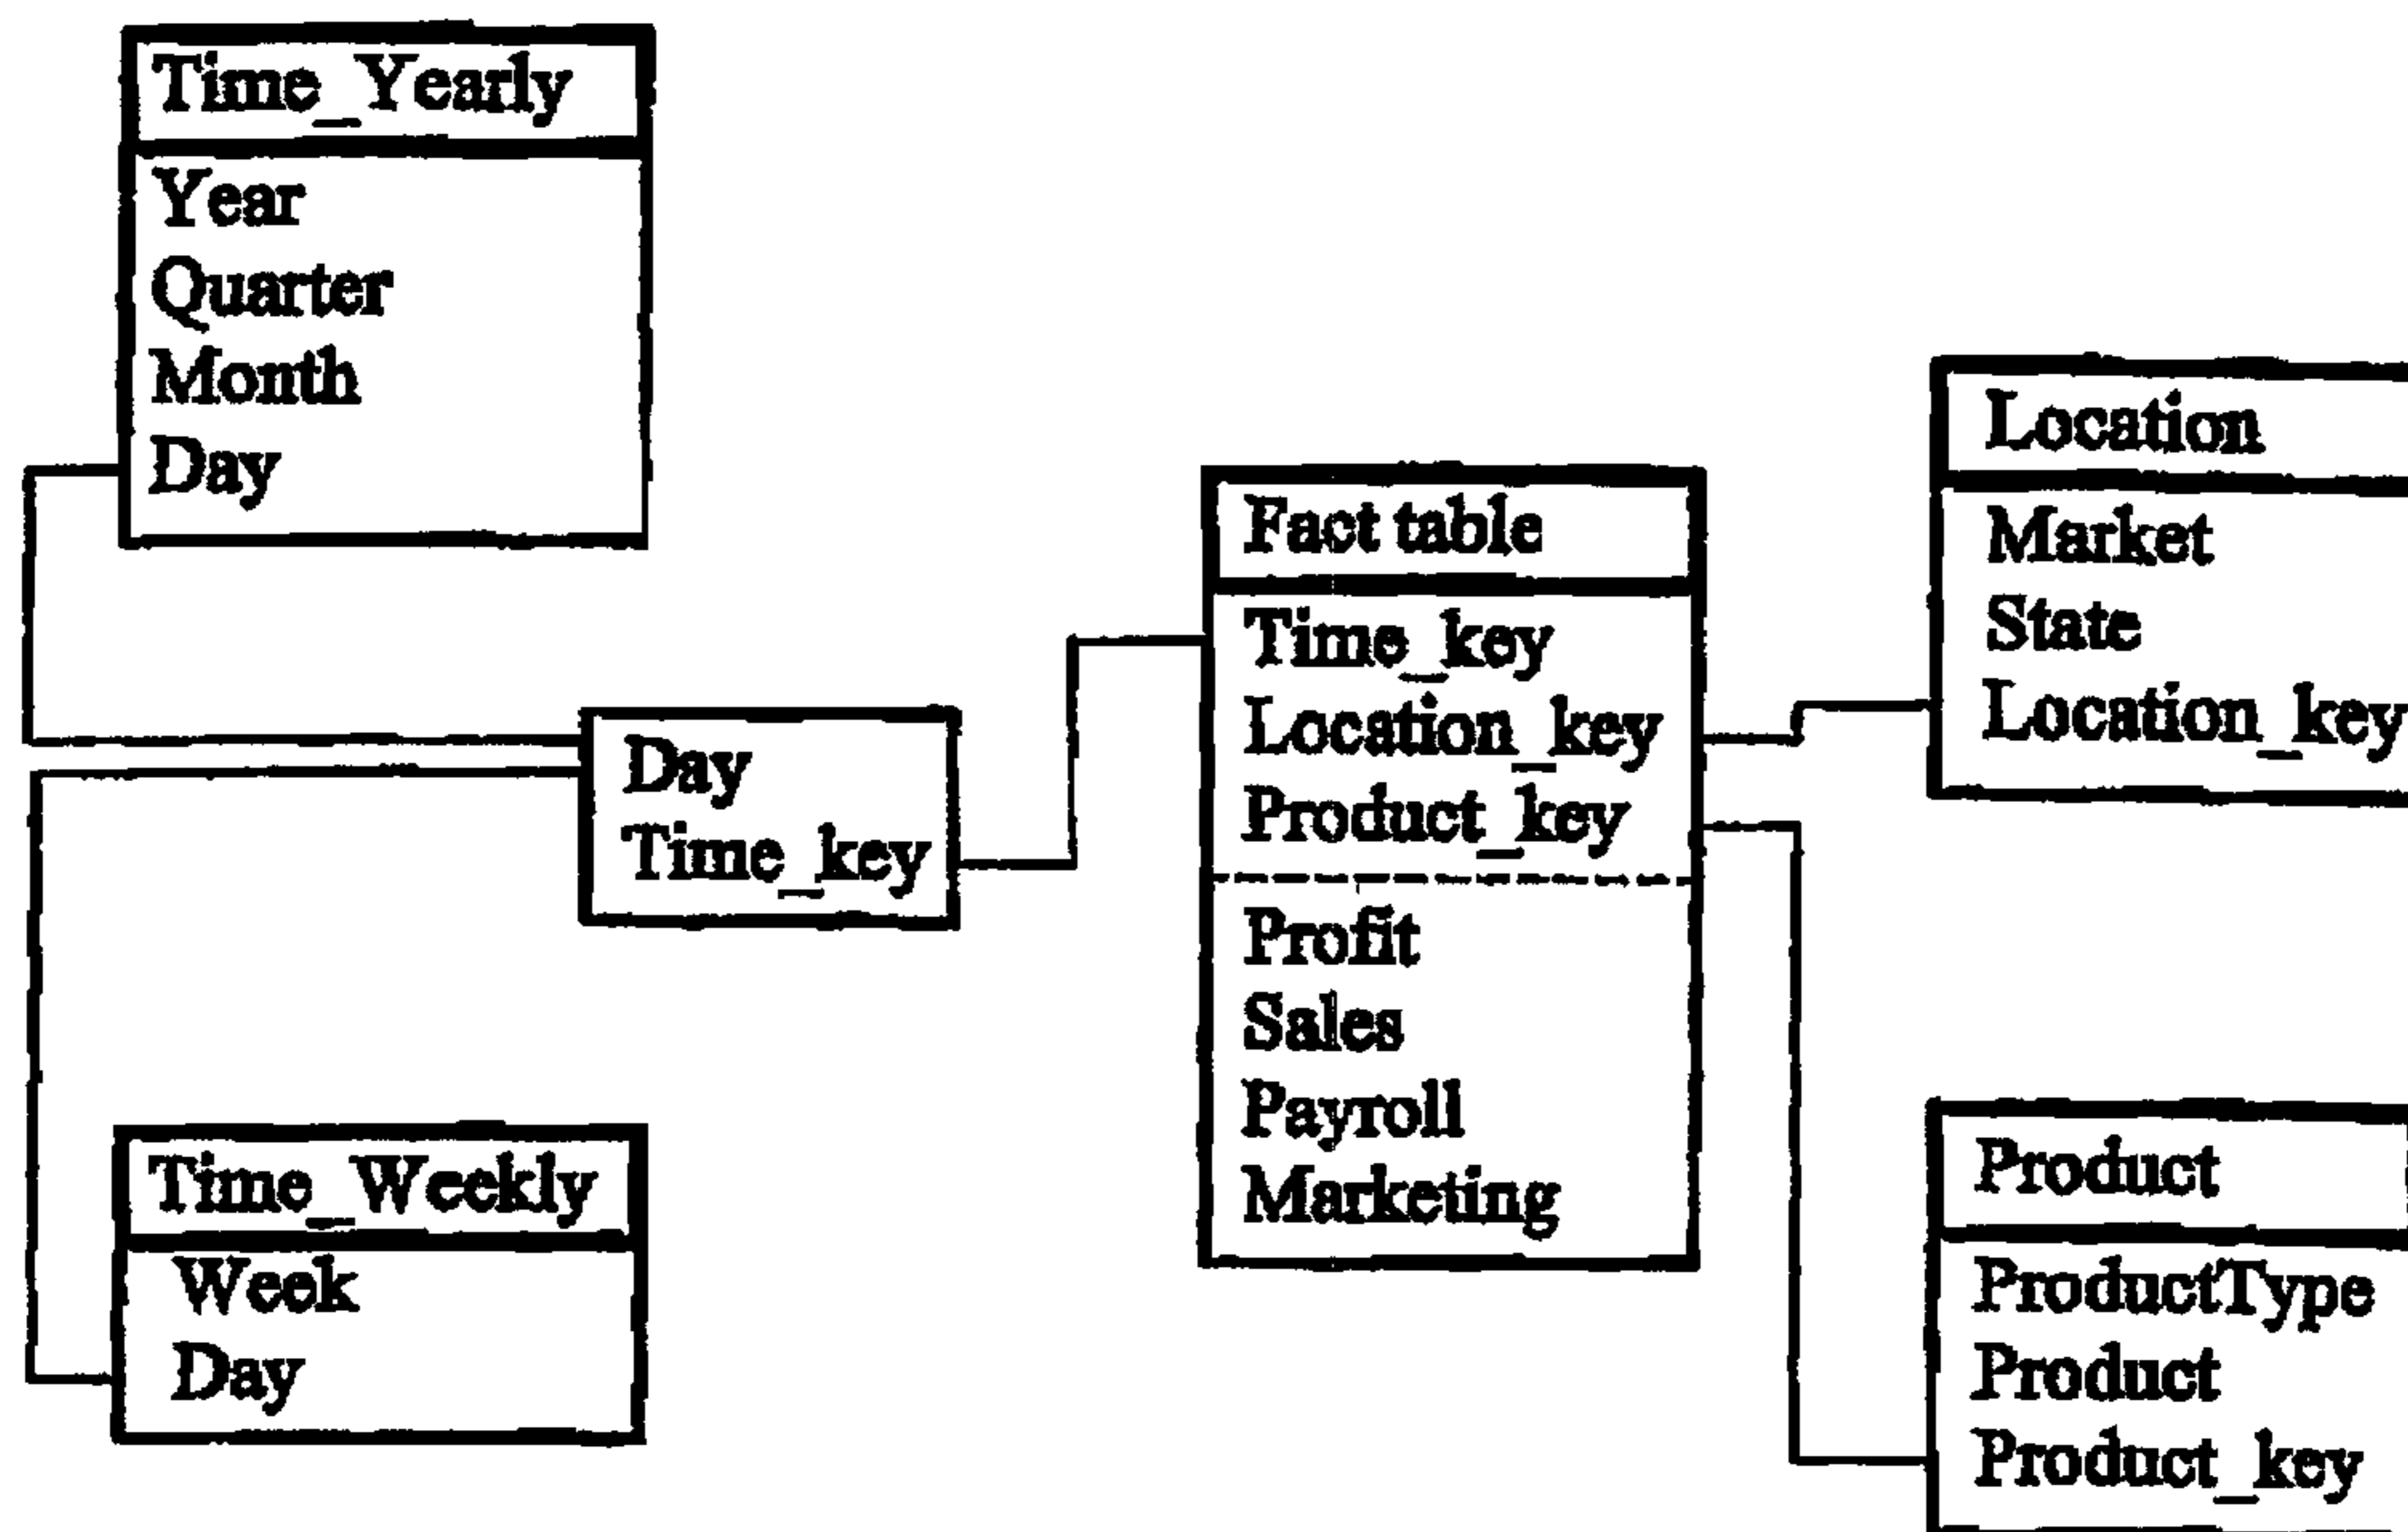 Time_Yearly
Year
Quarter
Month
Day
Day
Time_key
Time_Weekly
Week
Day
Fact table
Time_key
Location_key
Product_key
Profit
Sales
Payroll
Marketing
Location
Market
State
Location_key
Product
ProductType
Product
Product_key